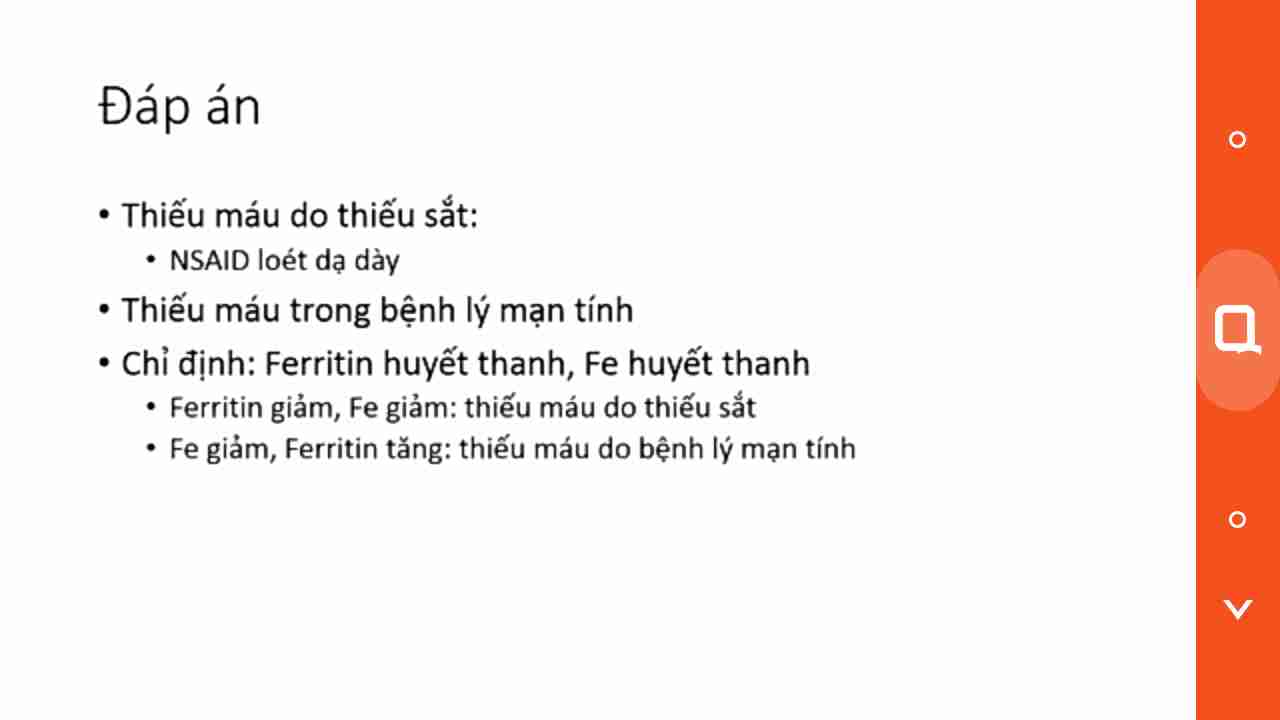 Đáp án
• Thiếu máu do thiếu sắt:
• NSAID loét dạ dày
• Thiếu máu trong bệnh lý mạn tính
• Chỉ định: Ferritin huyết thanh, Fe huyết thanh
• Ferritin giảm, Fe giảm: thiếu máu do thiếu sắt
• Fe giảm, Ferritin tăng: thiếu máu do bệnh lý mạn tính